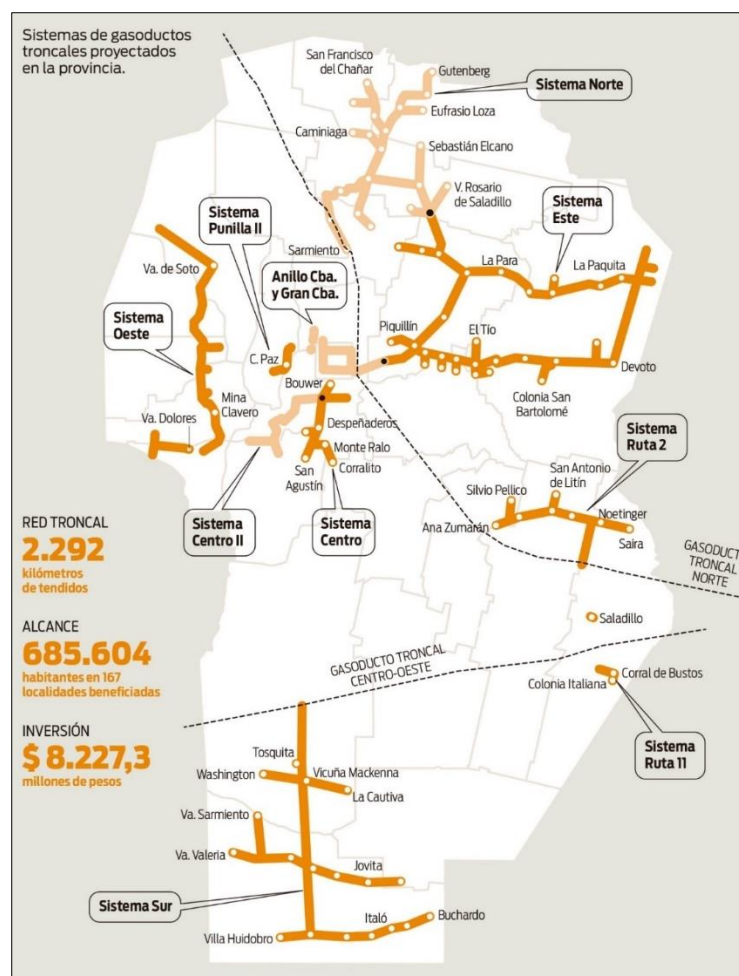 Sistemas de gasoductos
troncales proyectados
en la provincia.
San Francisco
del Chañar
Gutenberg
Sistema Norte
Eufrasio Loza
Caminiaga
Sebastián Elcano
V. Rosario
de Saladillo
Sistema
Este
Sistema
Punilla II
Sarmiento
La Para
La Paquita
Va. de Soto
Anillo Cba.
y Gran Cba.
Sistema
Oeste
Piquillín
El Tío
C. Paz
Devoto
Bouwer
Colonia San
Bartolomé
Mina
Clavero
Va. Dolores
Despeñaderos
Monte Ralo
Corralito
San
Agustín
Sistema
Ruta 2
San Antonio
de Litín
Silvio Pellico
Noetinger
Ana Zumarán
Saira
Sistema
Centro II
Sistema
Centro
GASODUCTO
TRONCAL
NORTE
RED TRONCAL
2.292
kilómetros
de tendidos
Saladillo
ALCANCE
685.604
habitantes en 167
localidades beneficiadas
GASODUCTO TRONCAL
CENTRO-OESTE
Corral de Bustos
Colonia Italiana
INVERSIÓN
$ 8.227,3
millones de pesos
Sistema
Ruta 11
Tosquita
Washington
Vicuña Mackenna
La Cautiva
Va. Sarmiento
Va. Valeria
Jovita
Sistema Sur
Italó
Buchardo
Villa Huidobro